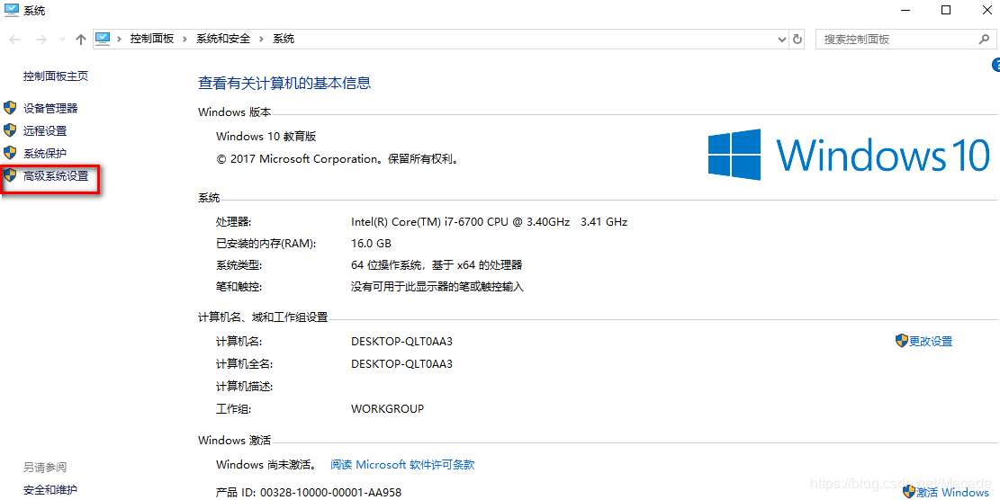 系统
控制面板 系统和安全 系统 搜索控制面板
控制面板主页
设备管理器
远程设置
系统保护
高级系统设置
查看有关计算机的基本信息
Windows 版本
Windows 10 教育版
© 2017 Microsoft Corporation。保留所有权利。
Windows 10
系统
处理器: Intel(R) Core(TM) i7-6700 CPU @ 3.40GHz 3.41 GHz
已安装的内存(RAM): 16.0 GB
系统类型: 64 位操作系统，基于 x64 的处理器
笔和触控: 没有可用于此显示器的笔或触控输入
计算机名、域和工作组设置
计算机名: DESKTOP-QLT0AA3 更改设置
计算机全名: DESKTOP-QLT0AA3
计算机描述:
工作组: WORKGROUP
Windows 激活
Windows 尚未激活。 阅读 Microsoft 软件许可条款
产品 ID: 00328-10000-00001-AA958 激活 Windows
另请参阅
安全和维护
https://blog.csdn.net/Macade